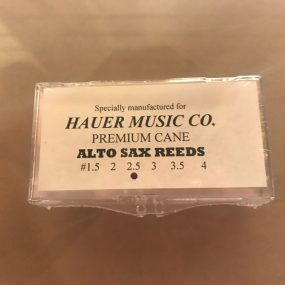 Specially manufactured for
HAUER MUSIC CO.
PREMIUM CANE
ALTO SAX REEDS
#1.5 2 2.5 3 3.5 4